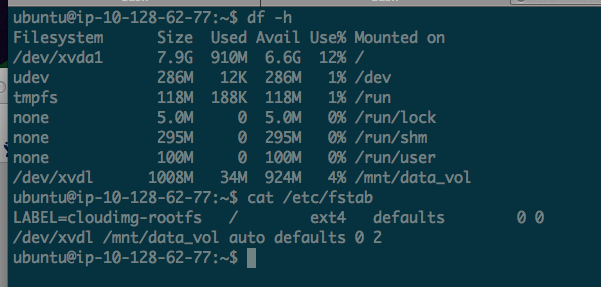 ubuntu@ip-10-128-62-77:~$ df -h
Filesystem      Size  Used Avail Use% Mounted on
/dev/xvda1      7.9G  910M  6.6G  12% /
udev            286M   12K  286M   1% /dev
tmpfs           118M  188K  118M   1% /run
none            5.0M     0  5.0M   0% /run/lock
none            295M     0  295M   0% /run/shm
none            100M     0  100M   0% /run/user
/dev/xvdl      1008M   34M  924M   4% /mnt/data_vol
ubuntu@ip-10-128-62-77:~$ cat /etc/fstab
LABEL=cloudimg-rootfs   /        ext4   defaults        0 0
/dev/xvdl /mnt/data_vol auto defaults 0 2
ubuntu@ip-10-128-62-77:~$